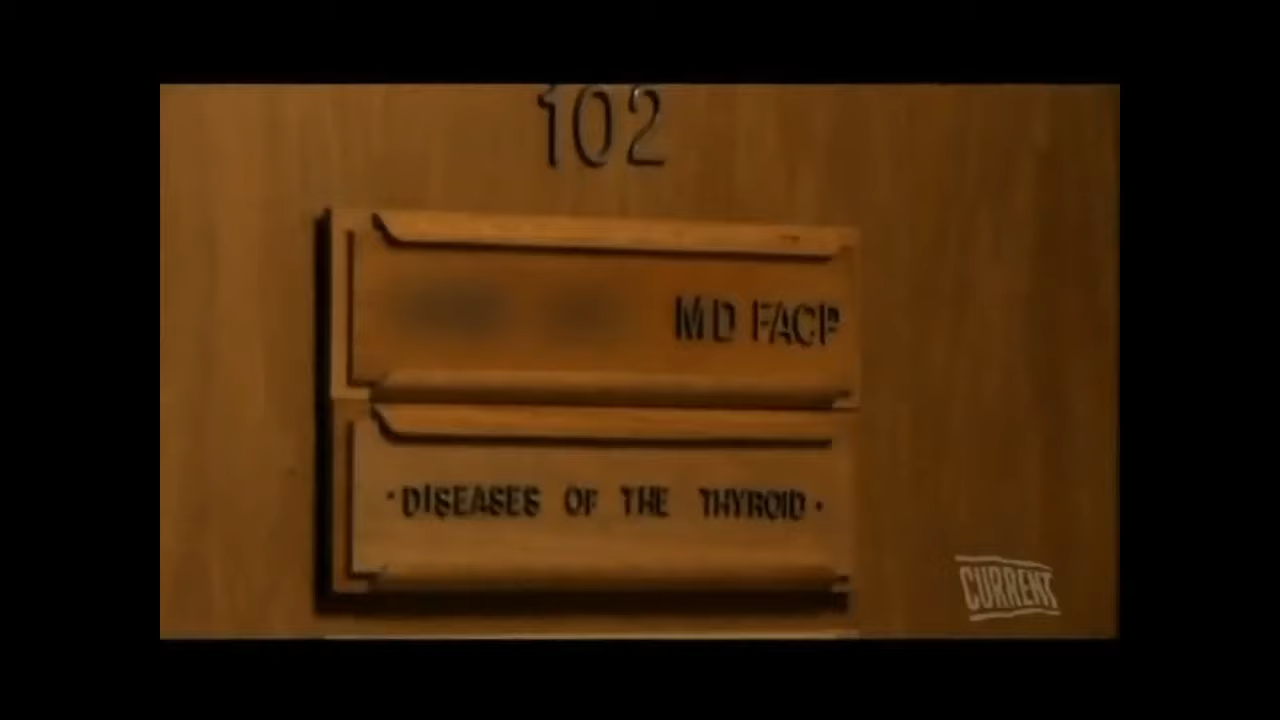 102
MD FACP
·DISEASES OF THE THYROID·
CURRENT